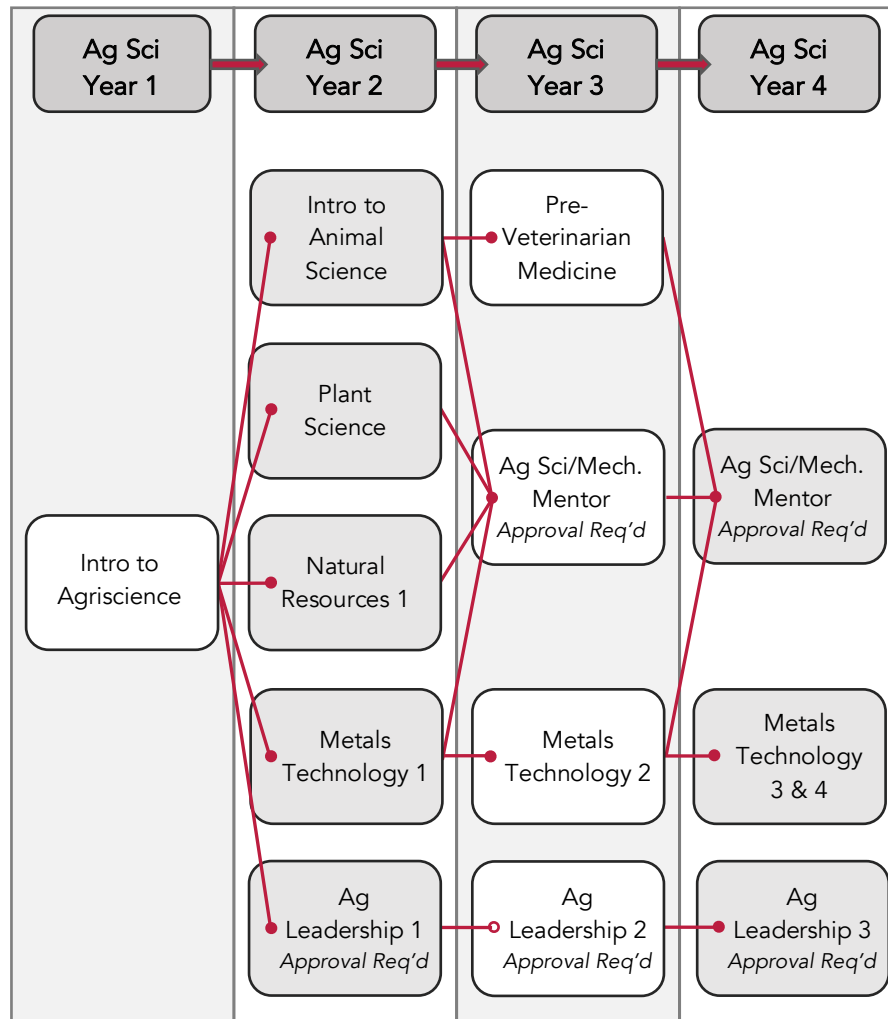 Ag Sci
Year 1
Ag Sci
Year 2
Ag Sci
Year 3
Ag Sci
Year 4
Intro to
Agriscience
Intro to
Animal
Science
Plant
Science
Natural
Resources 1
Metals
Technology 1
Ag
Leadership 1
Approval Req’d
Pre-
Veterinarian
Medicine
Ag Sci/Mech.
Mentor
Approval Req’d
Metals
Technology 2
Ag
Leadership 2
Approval Req’d
Ag Sci/Mech.
Mentor
Approval Req’d
Metals
Technology
3 & 4
Ag
Leadership 3
Approval Req’d